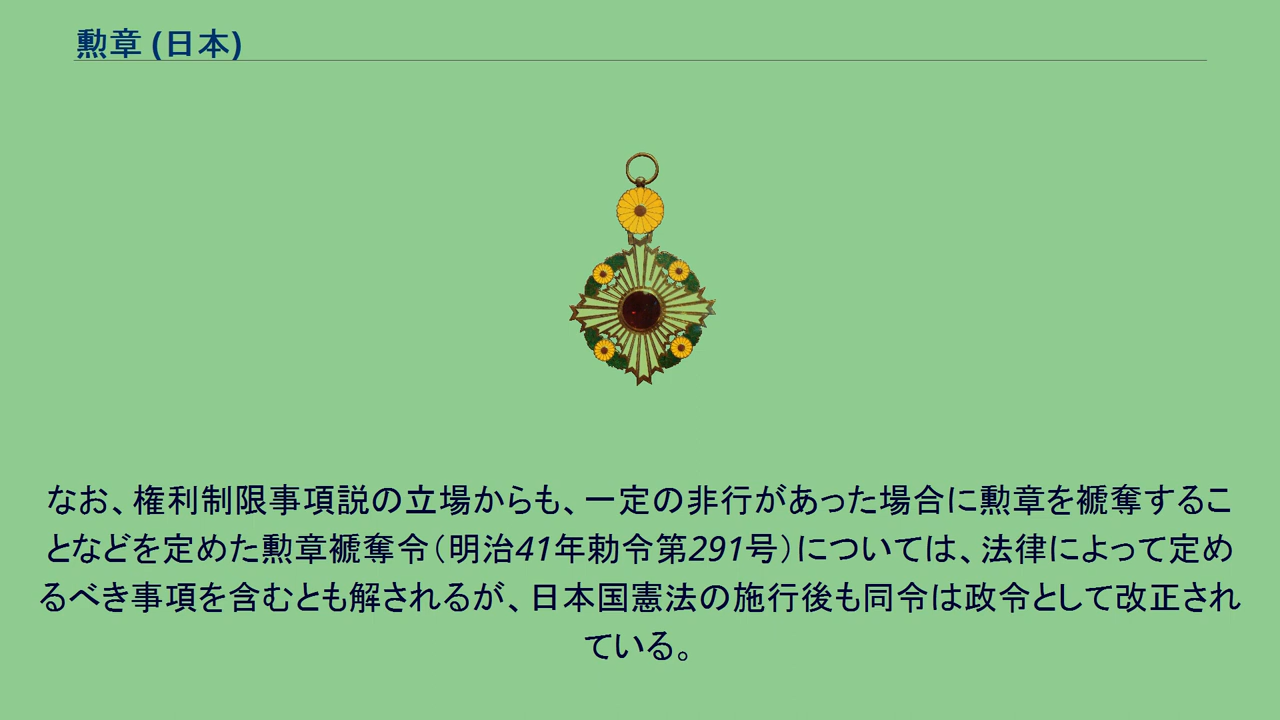 勲章 (日本)
なお、権利制限事項説の立場からも、一定の非行があった場合に勲章を褫奪するこ
となどを定めた勲章褫奪令（明治41年勅令第291号）については、法律によって定め
るべき事項を含むとも解されるが、日本国憲法の施行後も同令は政令として改正され
ている。